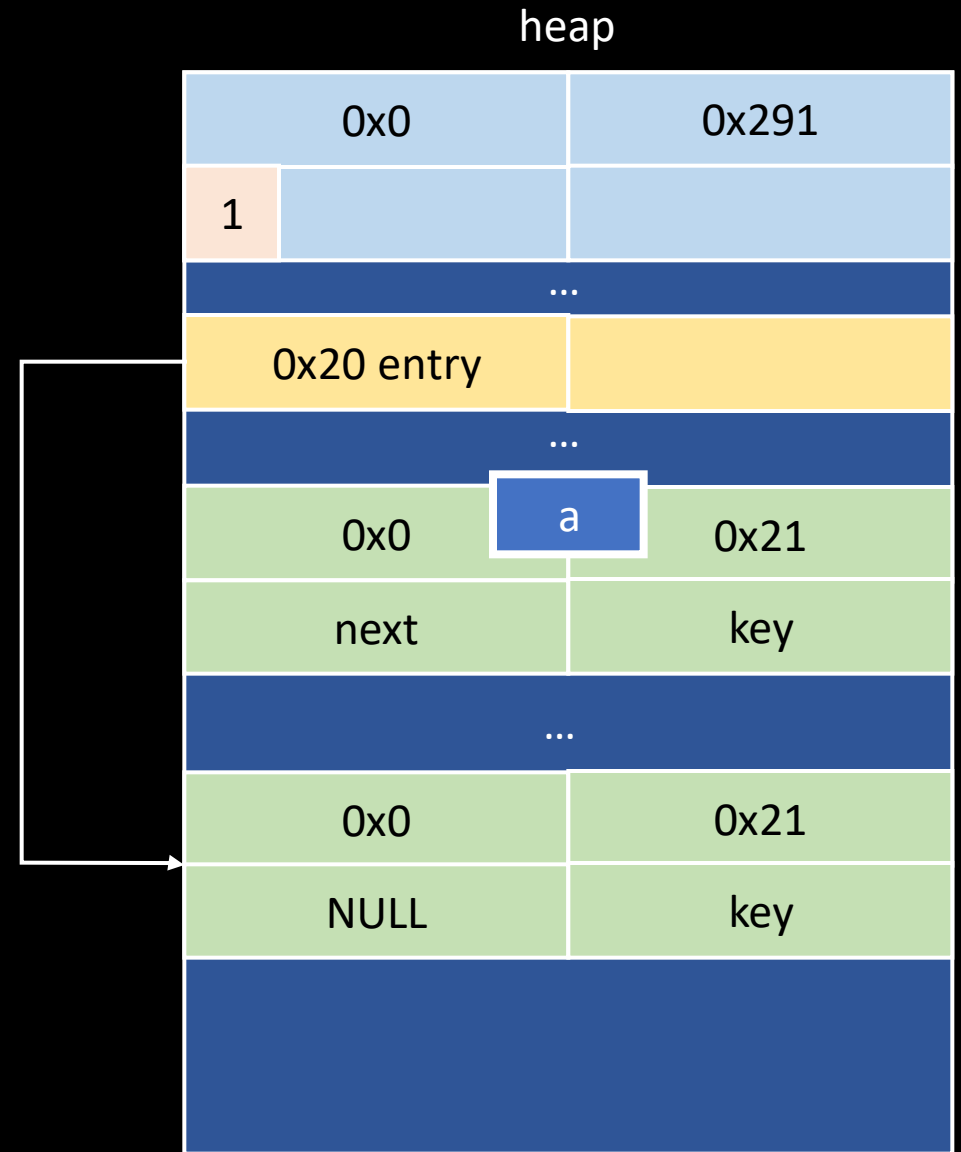 heap
0x0 0x291
1
...
0x20 entry
...
a
0x0 0x21
next key
...
0x0 0x21
NULL key